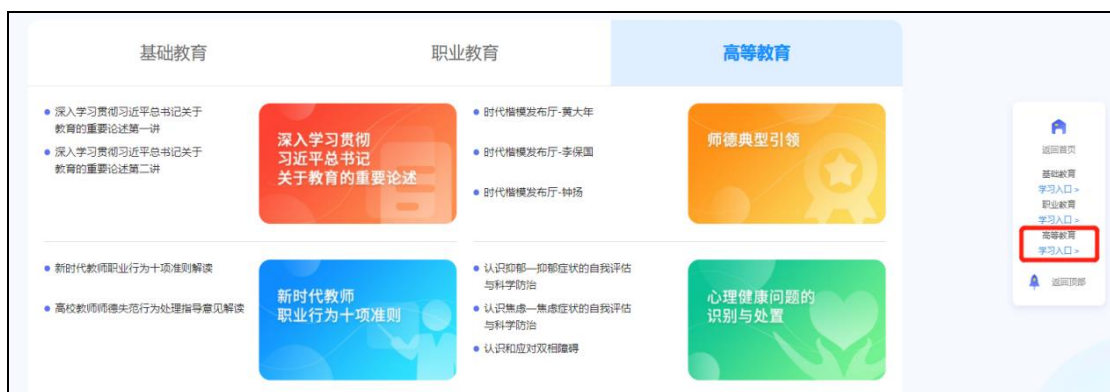 基础教育
职业教育
高等教育
深入学习贯彻习近平总书记关于
教育的重要论述第一讲
深入学习贯彻习近平总书记关于
教育的重要论述第二讲
深入学习贯彻
习近平总书记
关于教育的重要论述
时代楷模发布厅-黄大年
时代楷模发布厅-李保国
时代楷模发布厅-钟扬
师德典型引领
新时代教师职业行为十项准则解读
高校教师师德失范行为处理指导意见解读
新时代教师
职业行为十项准则
认识抑郁—抑郁症状的自我评估
与科学防治
认识焦虑—焦虑症状的自我评估
与科学防治
认识和应对双相障碍
心理健康问题的
识别与处置
返回首页
基础教育
学习入口 >
职业教育
学习入口 >
高等教育
学习入口 >
返回顶部